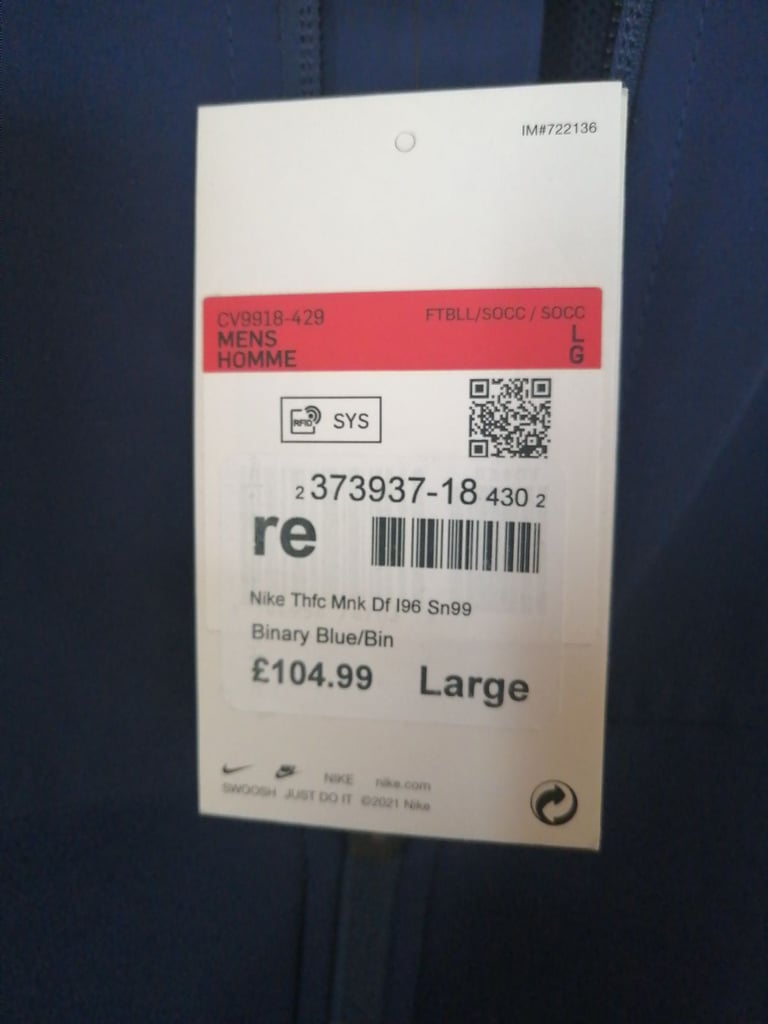 IM#722136
CV9918-429 FTBLL/SOCC / SOCC
MENS L
HOMME G
RFID SYS
2 373937-18 430 2
re
Nike Thfc Mnk Df I96 Sn99
Binary Blue/Bin
£104.99 Large
NIKE nike.com
SWOOSH JUST DO IT ©2021 Nike